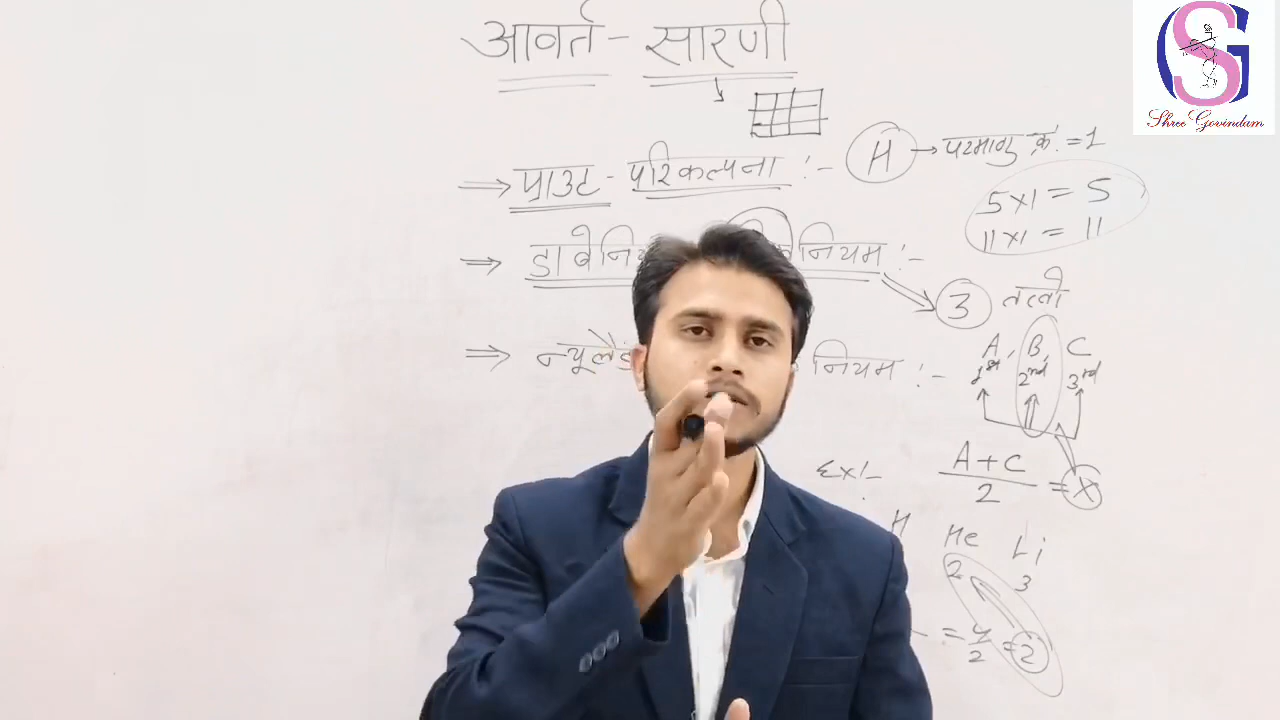 आवर्त - सारणी
Shree Govindam
⇒ प्राउट - परिकल्पना :- H → परमाणु क्र. = 1
5×1 = 5
11×1 = 11
⇒ नियम :-
3 तत्वो
⇒ नियम :-
A, B, C
1st 2nd 3rd
Ex:- A+C/2 = X
H He Li
2 3
= 4/2 = 2